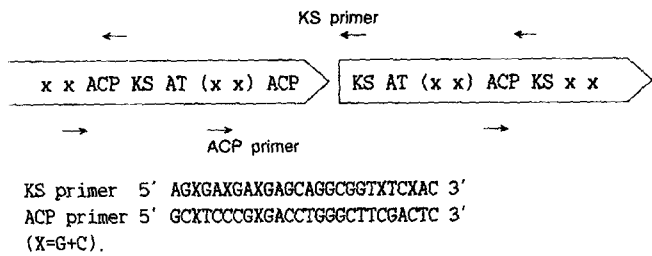 KS primer
x x ACP KS AT (x x) ACP
KS AT (x x) ACP KS x x
ACP primer
KS primer 5′ AGXGAXGAXGAGCAGGCGGTXTCXAC 3′
ACP primer 5′ GCXTCCCGXGACCTGGGCTTCGACTC 3′
(X=G+C).